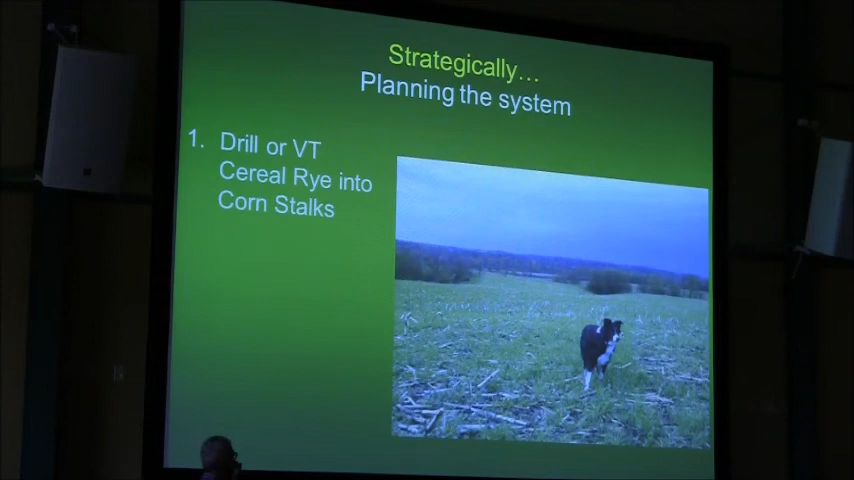 Strategically…
Planning the system
1. Drill or VT
Cereal Rye into
Corn Stalks